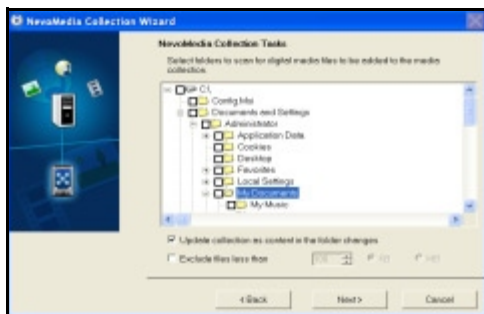 NevoMedia Collection Wizard
NevoMedia Collection Tasks
Select folders to scan for digital media files to be added to the media
collection.
C:\
Config.Msi
Documents and Settings
Administrator
Application Data
Cookies
Desktop
Favorites
Local Settings
My Documents
My Music
Update collection as content in the folder changes
Exclude files less than
< Back
Next >
Cancel